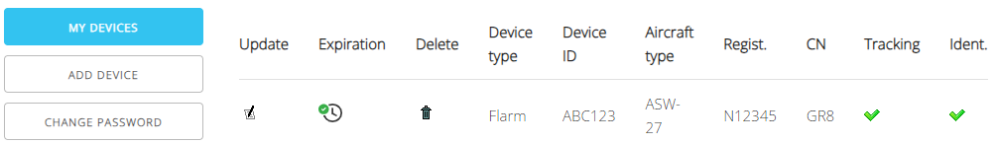 MY DEVICES
ADD DEVICE
CHANGE PASSWORD
Update Expiration Delete Device type Device ID Aircraft type Regist. CN Tracking Ident.
Flarm ABC123 ASW-27 N12345 GR8